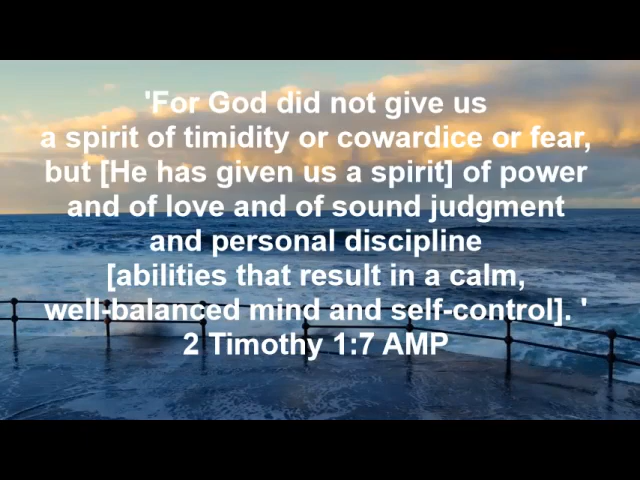 'For God did not give us
a spirit of timidity or cowardice or fear,
but [He has given us a spirit] of power
and of love and of sound judgment
and personal discipline
[abilities that result in a calm,
well-balanced mind and self-control]. '
2 Timothy 1:7 AMP